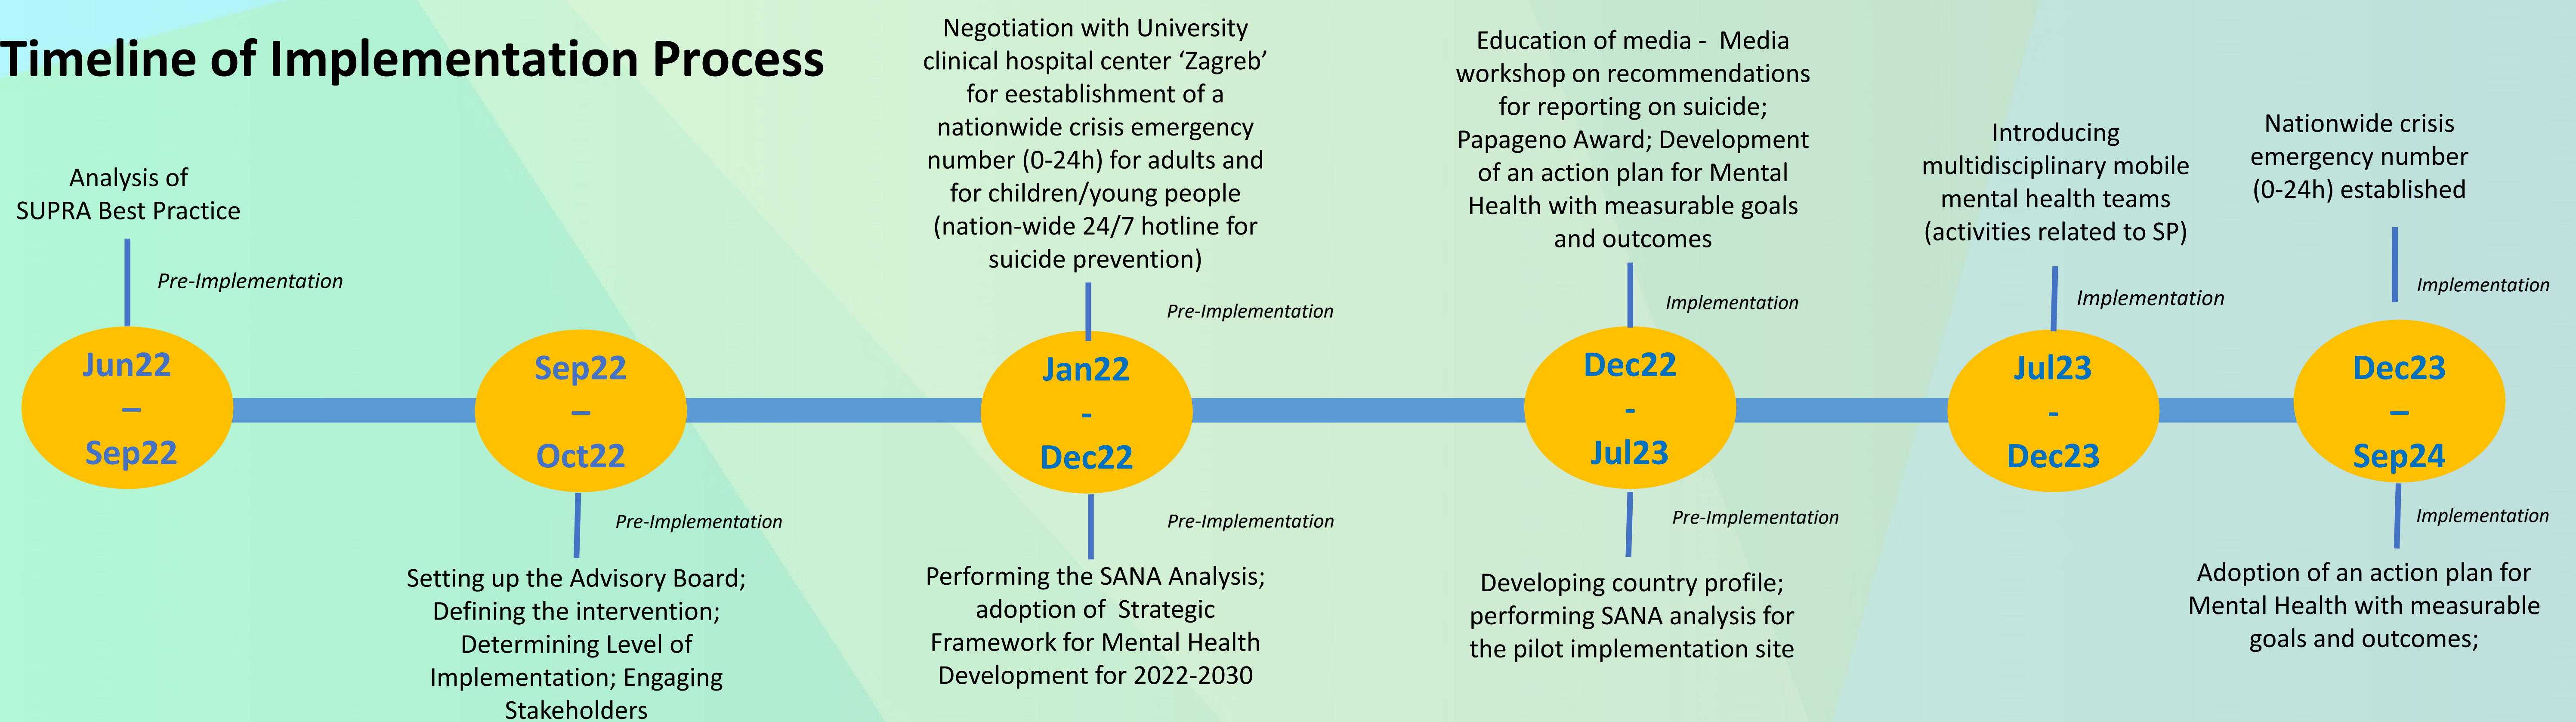 Timeline of Implementation Process
Analysis of
SUPRA Best Practice
Pre-Implementation
Jun22
–
Sep22
Sep22
–
Oct22
Pre-Implementation
Setting up the Advisory Board;
Defining the intervention;
Determining Level of
Implementation; Engaging
Stakeholders
Negotiation with University
clinical hospital center ‘Zagreb’
for eestablishment of a
nationwide crisis emergency
number (0-24h) for adults and
for children/young people
(nation-wide 24/7 hotline for
suicide prevention)
Pre-Implementation
Jan22
-
Dec22
Pre-Implementation
Performing the SANA Analysis;
adoption of  Strategic
Framework for Mental Health
Development for 2022-2030
Education of media -  Media
workshop on recommendations
for reporting on suicide;
Papageno Award; Development
of an action plan for Mental
Health with measurable goals
and outcomes
Implementation
Dec22
-
Jul23
Pre-Implementation
Developing country profile;
performing SANA analysis for
the pilot implementation site
Introducing
multidisciplinary mobile
mental health teams
(activities related to SP)
Implementation
Jul23
-
Dec23
Nationwide crisis
emergency number
(0-24h) established
Implementation
Dec23
–
Sep24
Implementation
Adoption of an action plan for
Mental Health with measurable
goals and outcomes;